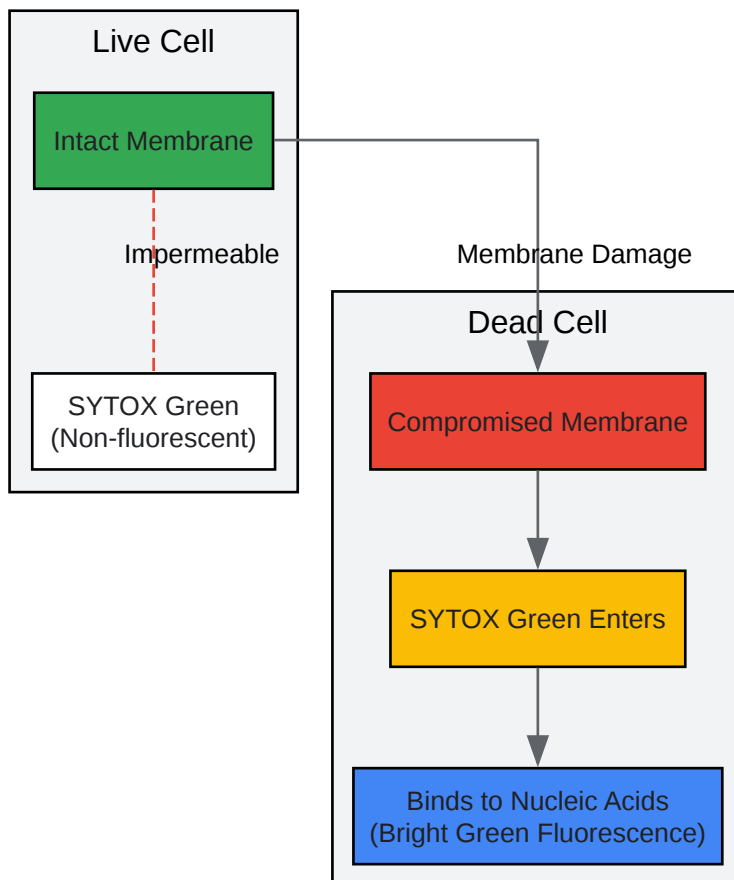 Live Cell
Intact Membrane
Impermeable
SYTOX Green
(Non-fluorescent)
Membrane Damage
Dead Cell
Compromised Membrane
SYTOX Green Enters
Binds to Nucleic Acids
(Bright Green Fluorescence)